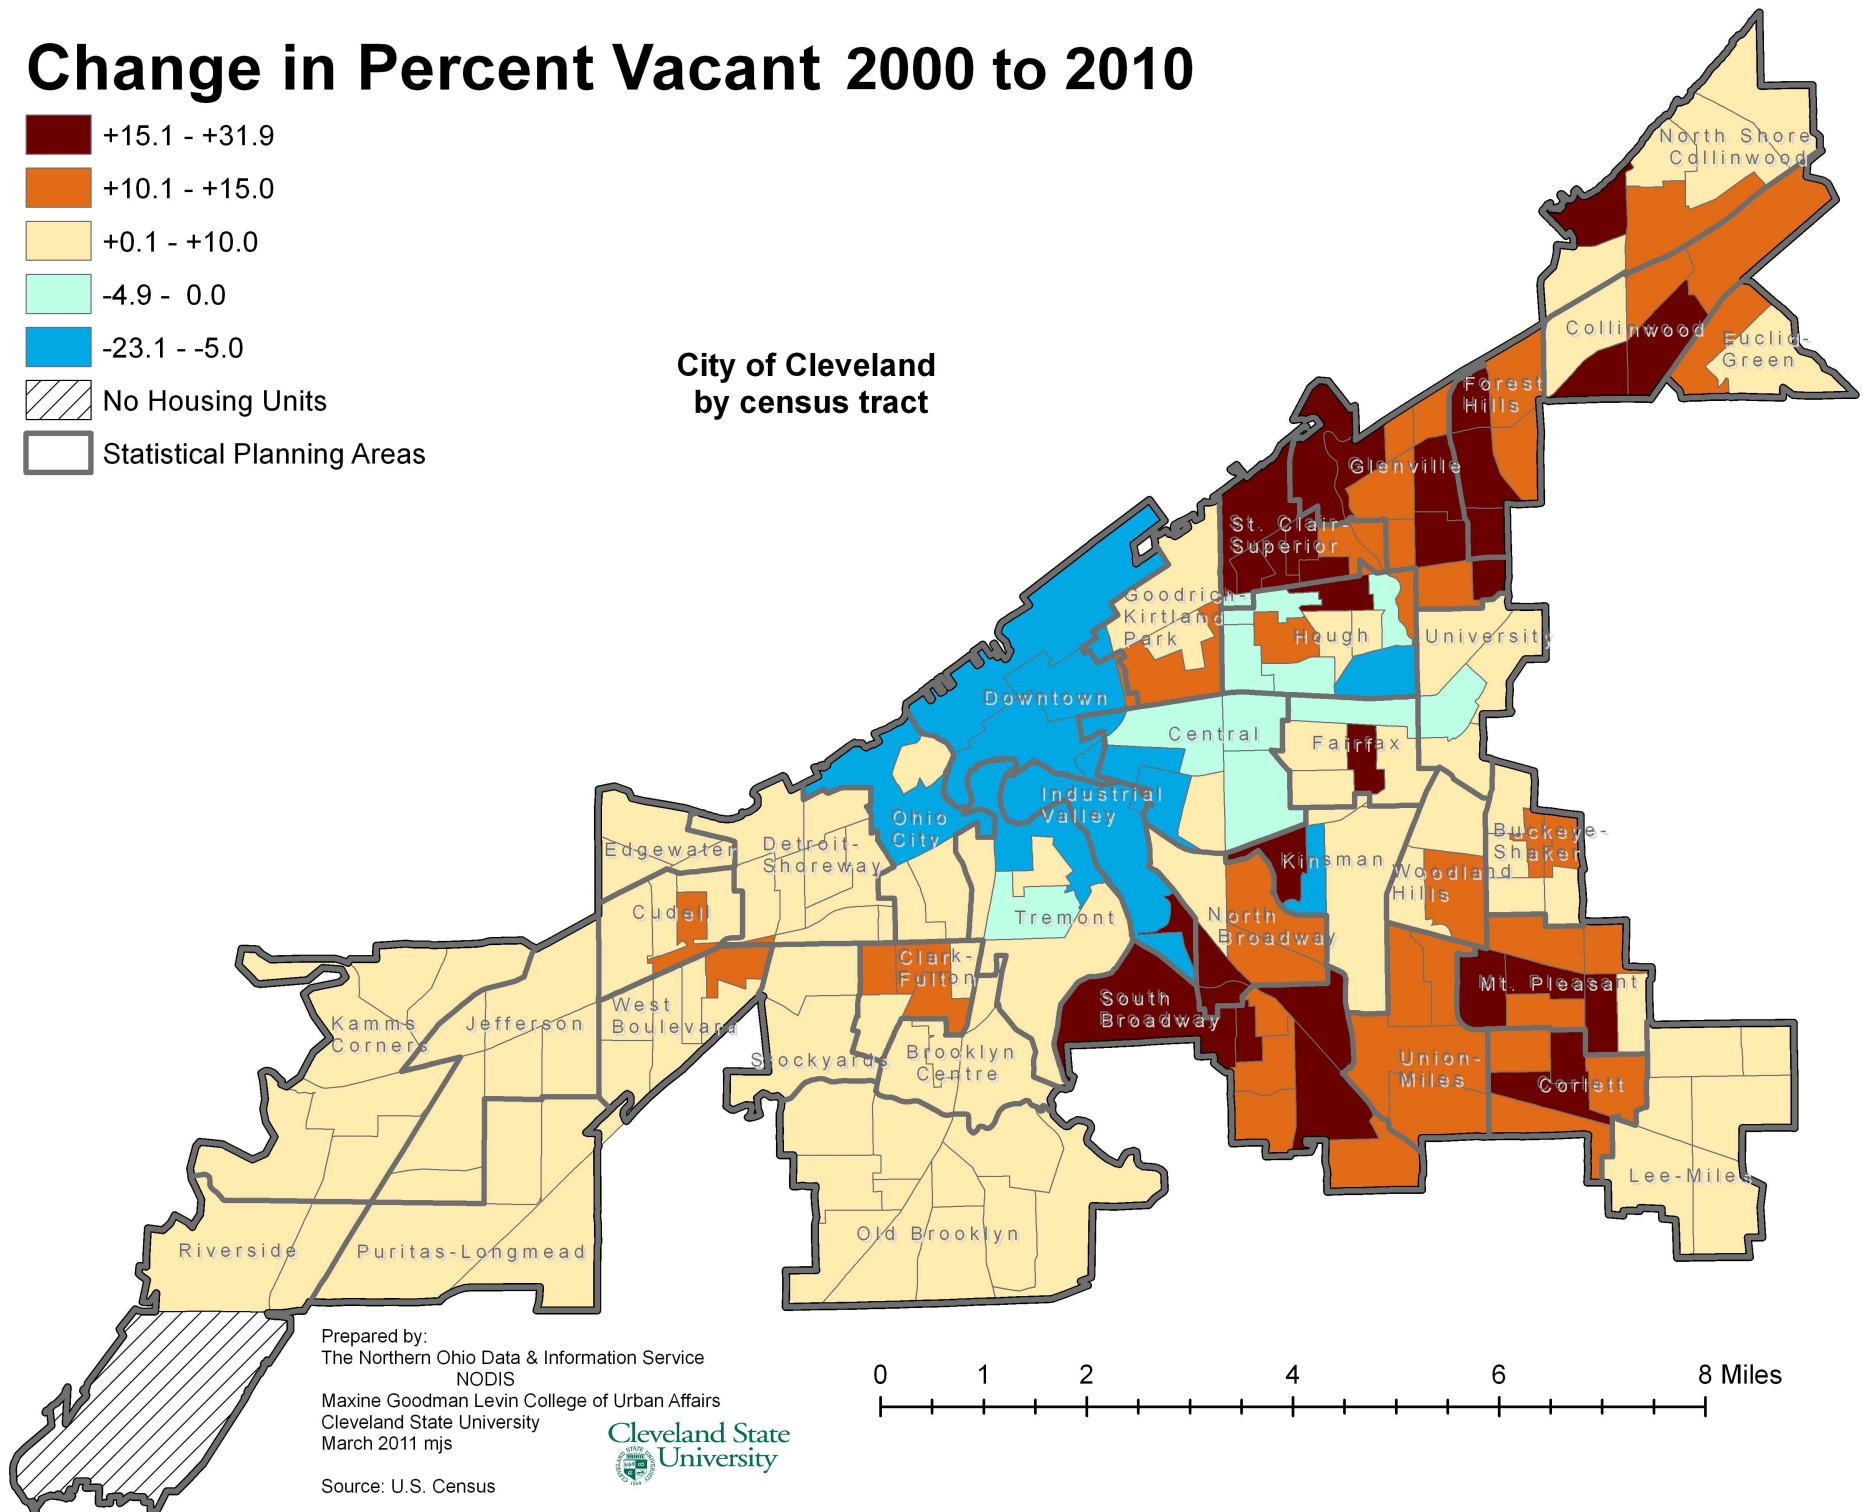 Change in Percent Vacant 2000 to 2010
+15.1 - +31.9
+10.1 - +15.0
+0.1 - +10.0
-4.9 - 0.0
-23.1 - -5.0
No Housing Units
Statistical Planning Areas
City of Cleveland
by census tract
North Shore
Collinwood
Collinwood
Euclid-
Green
Forest
Hills
Glenville
St. Clair-
Superior
Goodrich-
Kirtland
Park
Hough
University
Downtown
Central
Fairfax
Industrial
Valley
Ohio
City
Edgewater
Detroit-
Shoreway
Buckeye-
Shaker
Kinsman
Woodland
Hills
Cudell
Tremont
North
Broadway
Clark-
Fulton
Mt. Pleasant
South
Broadway
West
Boulevard
Kamms
Corners
Jefferson
Stockyards
Brooklyn
Centre
Union-
Miles
Corlett
Lee-Miles
Old Brooklyn
Riverside
Puritas-Longmead
Prepared by:
The Northern Ohio Data & Information Service
NODIS
Maxine Goodman Levin College of Urban Affairs
Cleveland State University
March 2011 mjs
Source: U.S. Census
Cleveland State
University
0 1 2 4 6 8 Miles